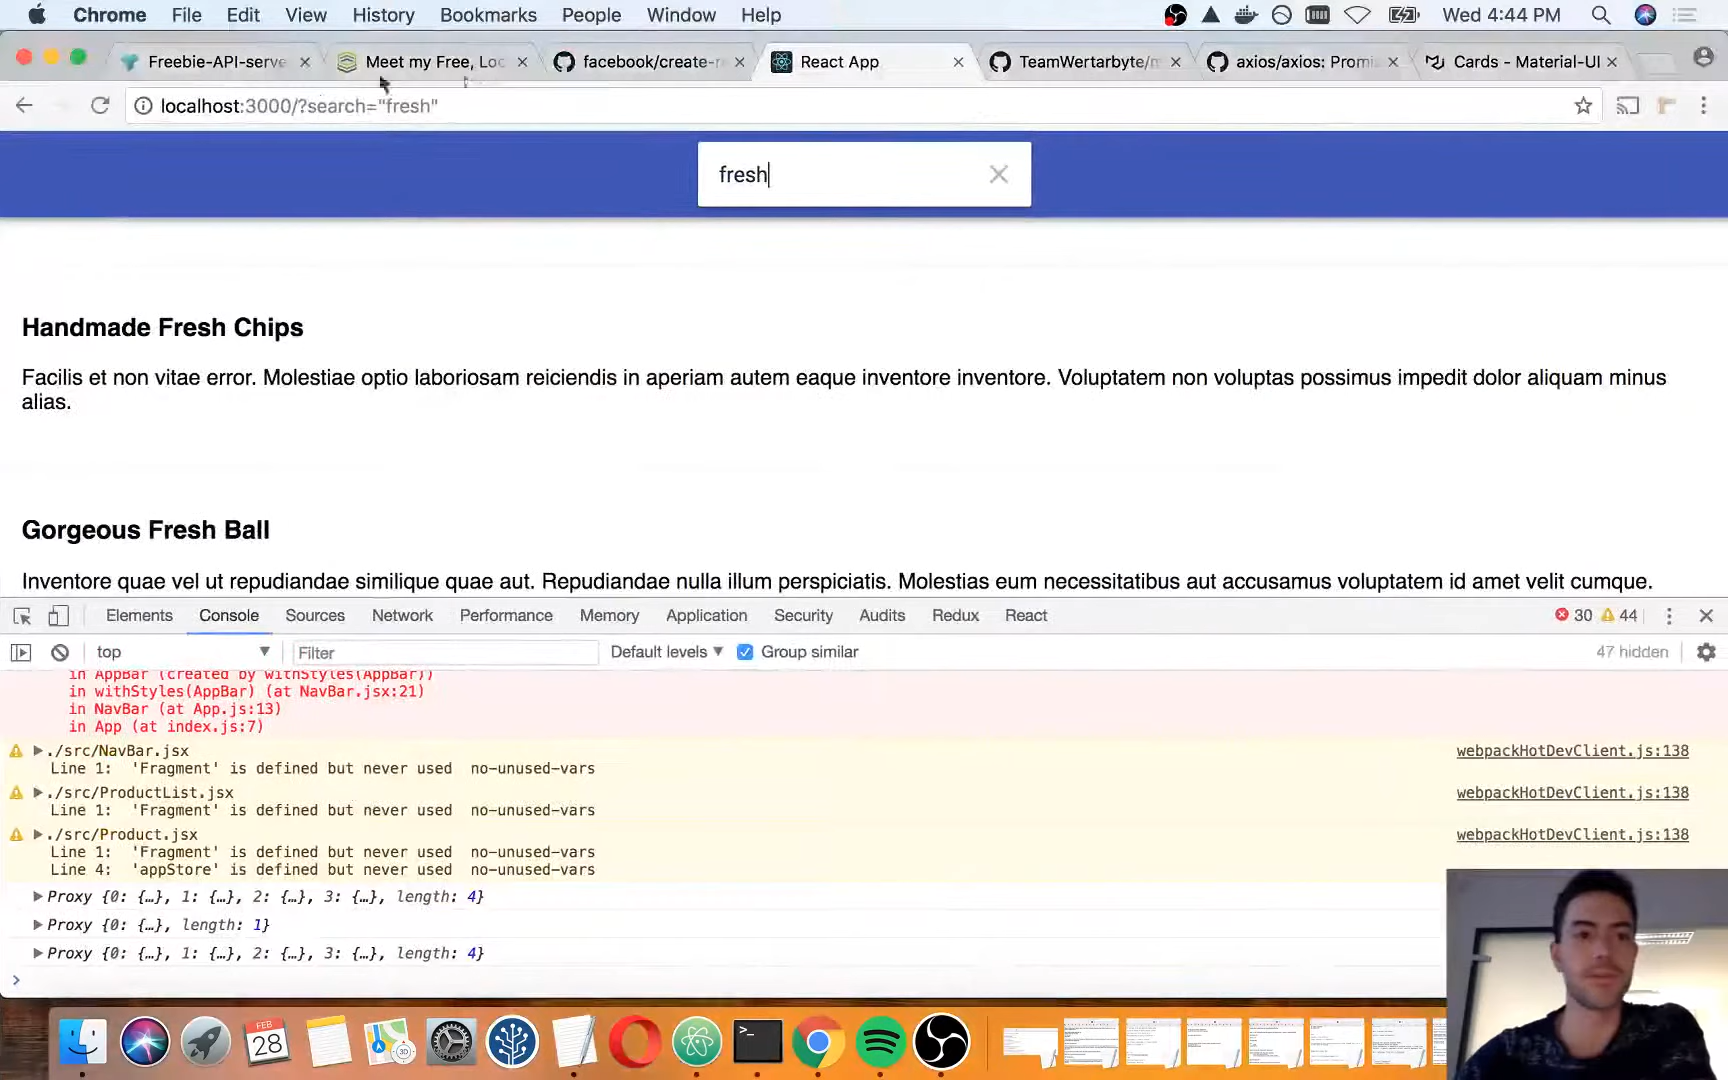 Chrome File Edit View History Bookmarks People Window Help Wed 4:44 PM
Freebie-API-serve Meet my Free, Loc facebook/create-r React App TeamWertarbyte/m axios/axios: Promi Cards - Material-UI
localhost:3000/?search="fresh"
fresh
Handmade Fresh Chips
Facilis et non vitae error. Molestiae optio laboriosam reiciendis in aperiam autem eaque inventore inventore. Voluptatem non voluptas possimus impedit dolor aliquam minus
alias.
Gorgeous Fresh Ball
Inventore quae vel ut repudiandae similique quae aut. Repudiandae nulla illum perspiciatis. Molestias eum necessitatibus aut accusamus voluptatem id amet velit cumque.
Elements Console Sources Network Performance Memory Application Security Audits Redux React 30 44
top Filter Default levels Group similar 47 hidden
in AppBar (created by withStyles(AppBar))
in withStyles(AppBar) (at NavBar.jsx:21)
in NavBar (at App.js:13)
in App (at index.js:7)
./src/NavBar.jsx webpackHotDevClient.js:138
Line 1: 'Fragment' is defined but never used no-unused-vars
./src/ProductList.jsx webpackHotDevClient.js:138
Line 1: 'Fragment' is defined but never used no-unused-vars
./src/Product.jsx webpackHotDevClient.js:138
Line 1: 'Fragment' is defined but never used no-unused-vars
Line 4: 'appStore' is defined but never used no-unused-vars
Proxy {0: {…}, 1: {…}, 2: {…}, 3: {…}, length: 4}
Proxy {0: {…}, length: 1}
Proxy {0: {…}, 1: {…}, 2: {…}, 3: {…}, length: 4}
>
FEB
28